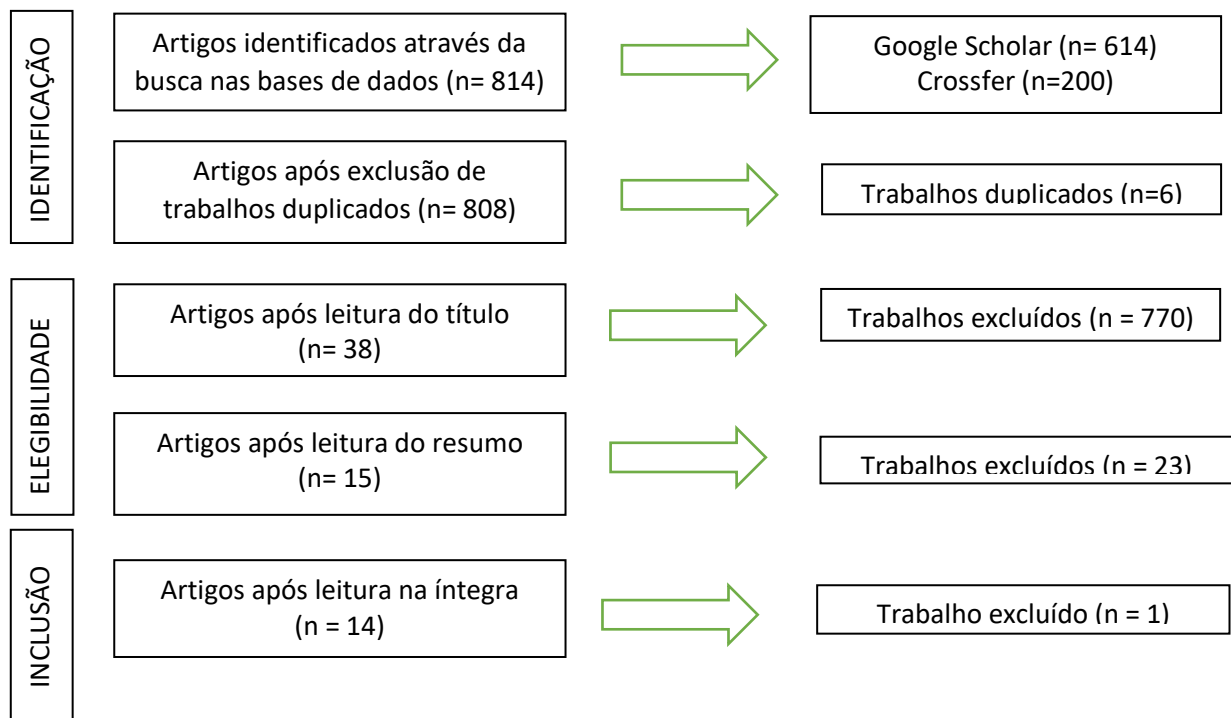 IDENTIFICAÇÃO
Artigos identificados através da
busca nas bases de dados (n= 814)
Google Scholar (n= 614)
Crossfer (n=200)
Artigos após exclusão de
trabalhos duplicados (n= 808)
Trabalhos duplicados (n=6)
ELEGIBILIDADE
Artigos após leitura do título
(n= 38)
Trabalhos excluídos (n = 770)
Artigos após leitura do resumo
(n= 15)
Trabalhos excluídos (n = 23)
INCLUSÃO
Artigos após leitura na íntegra
(n = 14)
Trabalho excluído (n = 1)